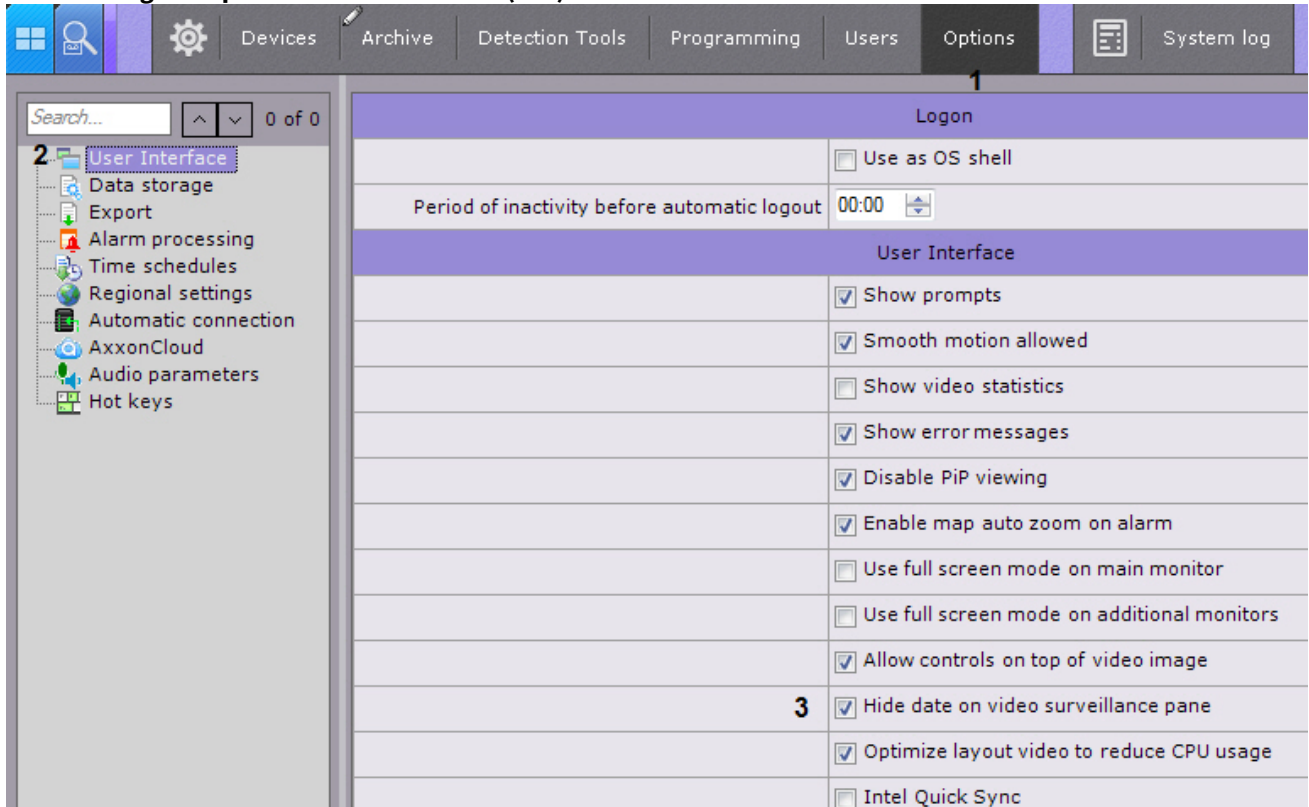 Devices
Archive
Detection Tools
Programming
Users
Options
System log
1
Search...
0 of 0
2
User Interface
Data storage
Export
Alarm processing
Time schedules
Regional settings
Automatic connection
AxxonCloud
Audio parameters
Hot keys
Logon
Use as OS shell
Period of inactivity before automatic logout 00:00
User Interface
Show prompts
Smooth motion allowed
Show video statistics
Show error messages
Disable PiP viewing
Enable map auto zoom on alarm
Use full screen mode on main monitor
Use full screen mode on additional monitors
Allow controls on top of video image
3 Hide date on video surveillance pane
Optimize layout video to reduce CPU usage
Intel Quick Sync